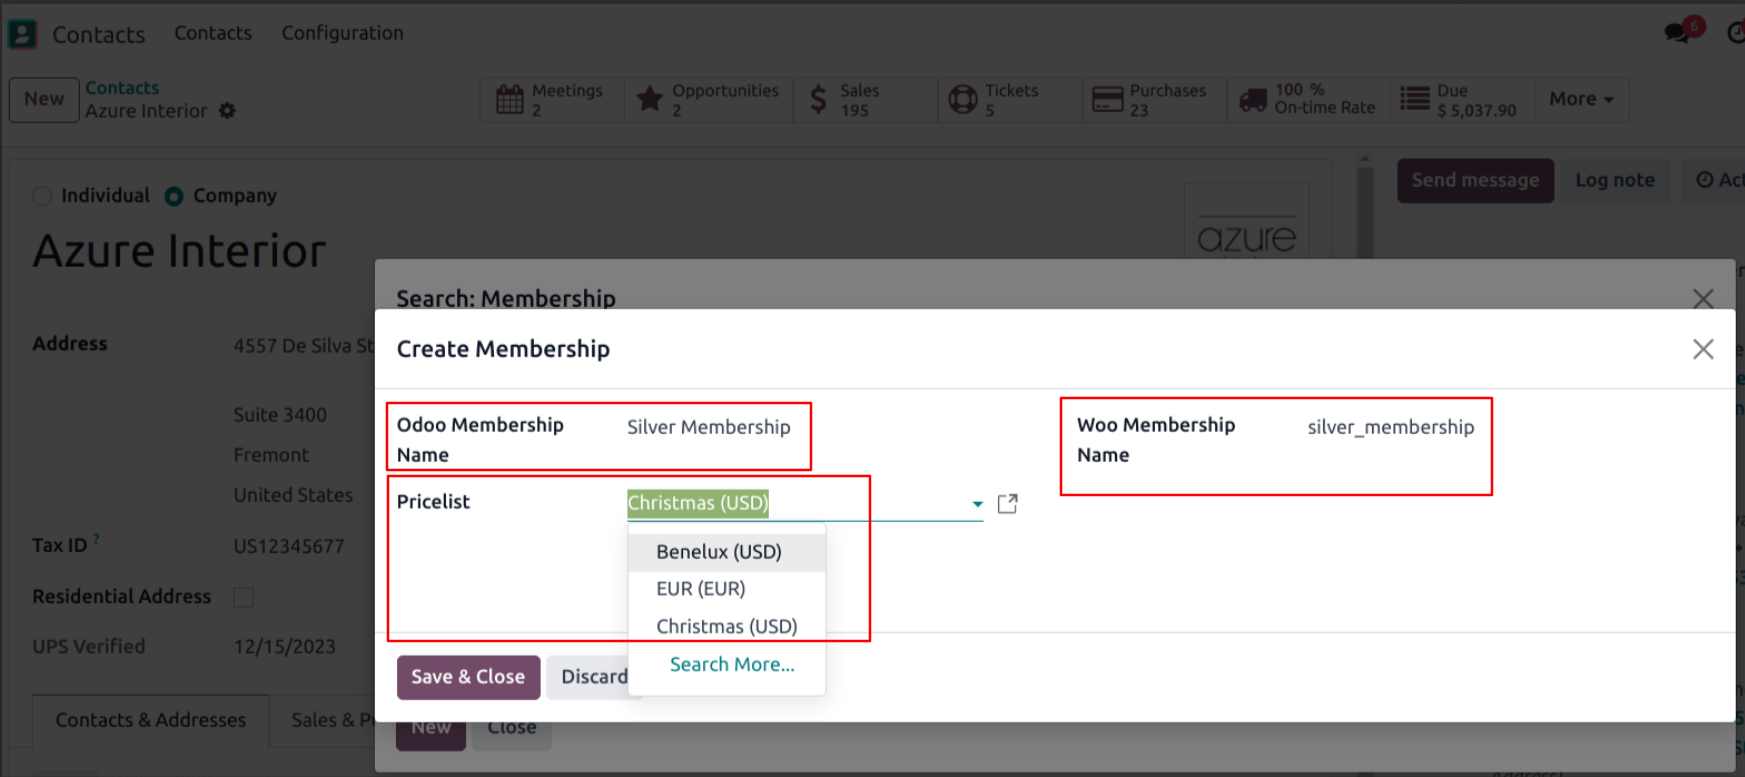 Contacts Contacts Configuration 6
New Contacts
Azure Interior
Meetings 2
Opportunities 2
Sales 195
Tickets 5
Purchases 23
100 % On-time Rate
Due $ 5,037.90
More
Individual Company
Send message Log note
Azure Interior
azure
Search: Membership
Create Membership
Address 4557 De Silva St
Suite 3400
Fremont
United States
Tax ID ? US12345677
Residential Address
UPS Verified 12/15/2023
Contacts & Addresses
Odoo Membership Name Silver Membership
Woo Membership Name silver_membership
Pricelist Christmas (USD)
Benelux (USD)
EUR (EUR)
Christmas (USD)
Search More...
Save & Close Discard
New Close